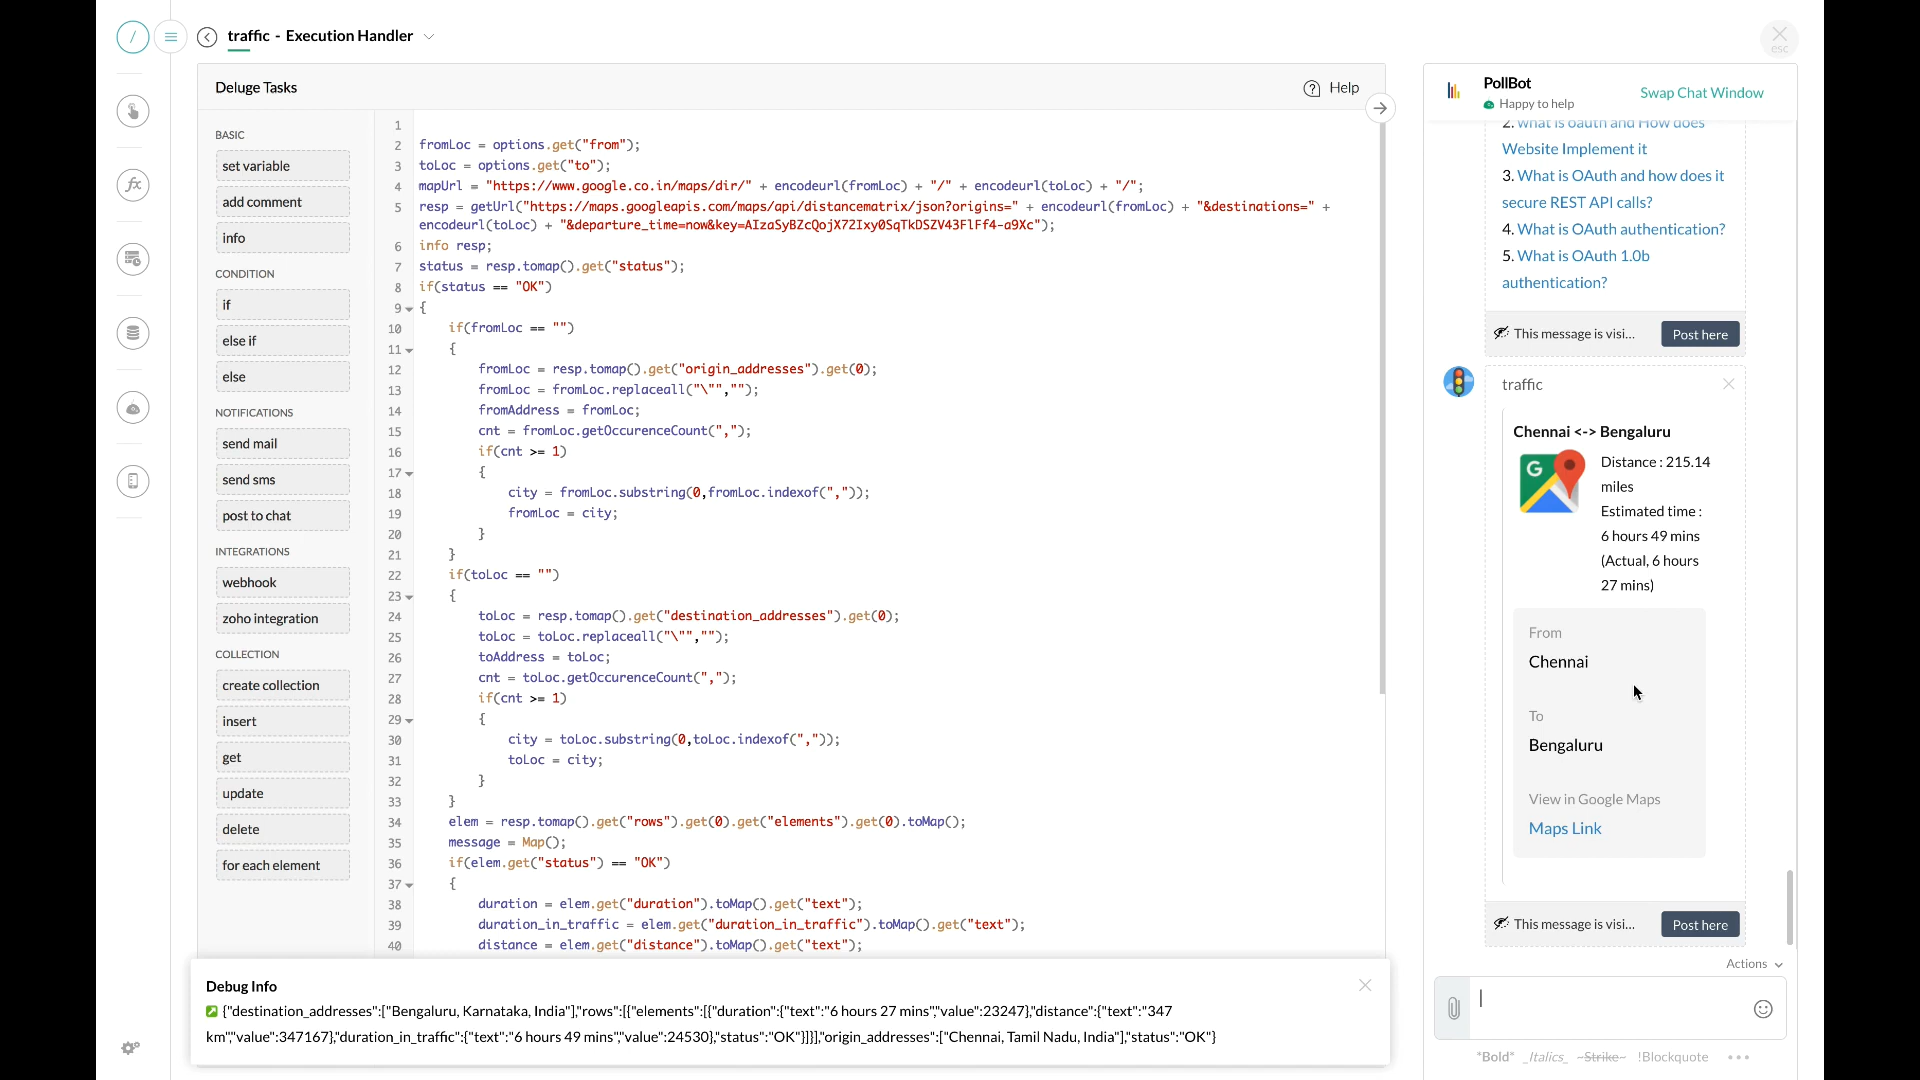 traffic - Execution Handler
esc
Deluge Tasks
Help
BASIC
set variable
add comment
info
CONDITION
if
else if
else
NOTIFICATIONS
send mail
send sms
post to chat
INTEGRATIONS
webhook
zoho integration
COLLECTION
create collection
insert
get
update
delete
for each element
1
2 fromLoc = options.get("from");
3 toLoc = options.get("to");
4 mapUrl = "https://www.google.co.in/maps/dir/" + encodeurl(fromLoc) + "/" + encodeurl(toLoc) + "/";
5 resp = getUrl("https://maps.googleapis.com/maps/api/distancematrix/json?origins=" + encodeurl(fromLoc) + "&destinations=" +
encodeurl(toLoc) + "&departure_time=now&key=AIzaSyBZcQojX7ZIxy0SqTkDSZV43FlFf4-a9Xc");
6 info resp;
7 status = resp.tomap().get("status");
8 if(status == "OK")
9 {
10 if(fromLoc == "")
11 {
12 fromLoc = resp.tomap().get("origin_addresses").get(0);
13 fromLoc = fromLoc.replaceall("\"","");
14 fromAddress = fromLoc;
15 cnt = fromLoc.getOccurenceCount(",");
16 if(cnt >= 1)
17 {
18 city = fromLoc.substring(0,fromLoc.indexof(","));
19 fromLoc = city;
20 }
21 }
22 if(toLoc == "")
23 {
24 toLoc = resp.tomap().get("destination_addresses").get(0);
25 toLoc = toLoc.replaceall("\"","");
26 toAddress = toLoc;
27 cnt = toLoc.getOccurenceCount(",");
28 if(cnt >= 1)
29 {
30 city = toLoc.substring(0,toLoc.indexof(","));
31 toLoc = city;
32 }
33 }
34 elem = resp.tomap().get("rows").get(0).get("elements").get(0).toMap();
35 message = Map();
36 if(elem.get("status") == "OK")
37 {
38 duration = elem.get("duration").toMap().get("text");
39 duration_in_traffic = elem.get("duration_in_traffic").toMap().get("text");
40 distance = elem.get("distance").toMap().get("text");
Debug Info
{"destination_addresses":["Bengaluru, Karnataka, India"],"rows":[{"elements":[{"duration":{"text":"6 hours 27 mins","value":23247},"distance":{"text":"347
km","value":347167},"duration_in_traffic":{"text":"6 hours 49 mins","value":24530},"status":"OK"}]}],"origin_addresses":["Chennai, Tamil Nadu, India"],"status":"OK"}
PollBot
Happy to help
Swap Chat Window
2. What is oauth and How does
Website Implement it
3. What is OAuth and how does it
secure REST API calls?
4. What is OAuth authentication?
5. What is OAuth 1.0b
authentication?
This message is visi...
Post here
traffic
Chennai <-> Bengaluru
Distance : 215.14
miles
Estimated time :
6 hours 49 mins
(Actual, 6 hours
27 mins)
From
Chennai
To
Bengaluru
View in Google Maps
Maps Link
This message is visi...
Post here
Actions
*Bold* _Italics_ ~Strike~ !Blockquote